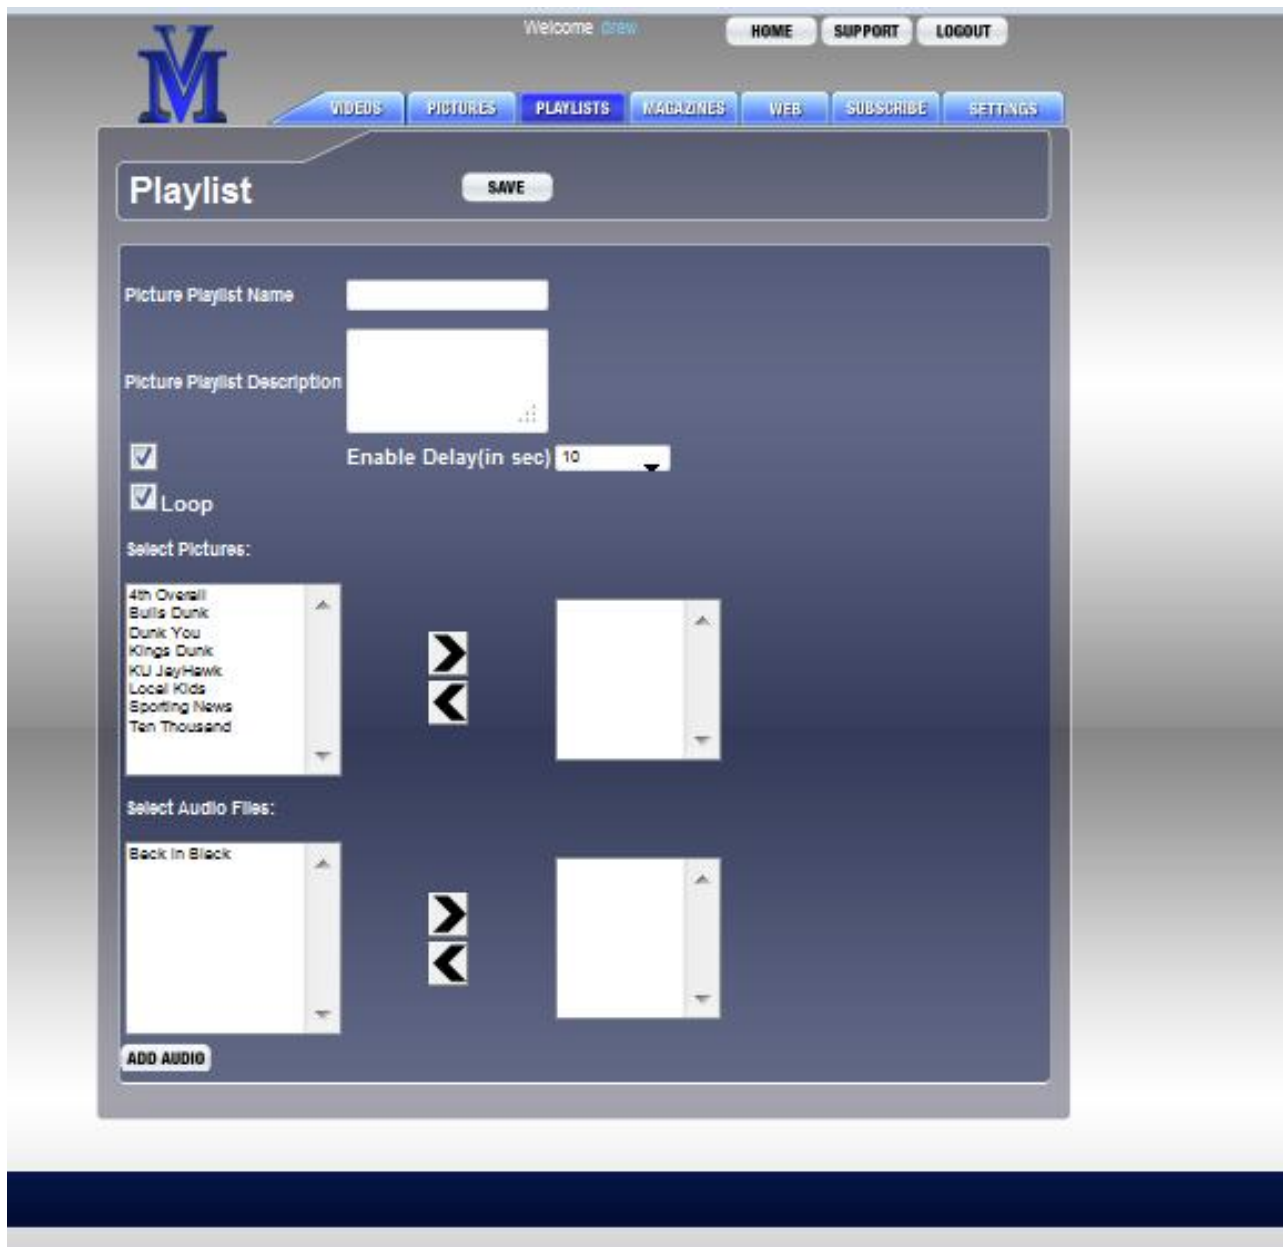 VM
Welcome drew
HOME SUPPORT LOGOUT
VIDEOS PICTURES PLAYLISTS MAGAZINES WEB SUBSCRIBE SETTINGS
Playlist SAVE
Picture Playlist Name
Picture Playlist Description
Enable Delay(in sec) 10
Loop
Select Pictures:
4th Overall
Bulls Dunk
Dunk You
Kings Dunk
KU JayHawk
Local Kids
Sporting News
Ten Thousand
Select Audio Files:
Back In Black
ADD AUDIO